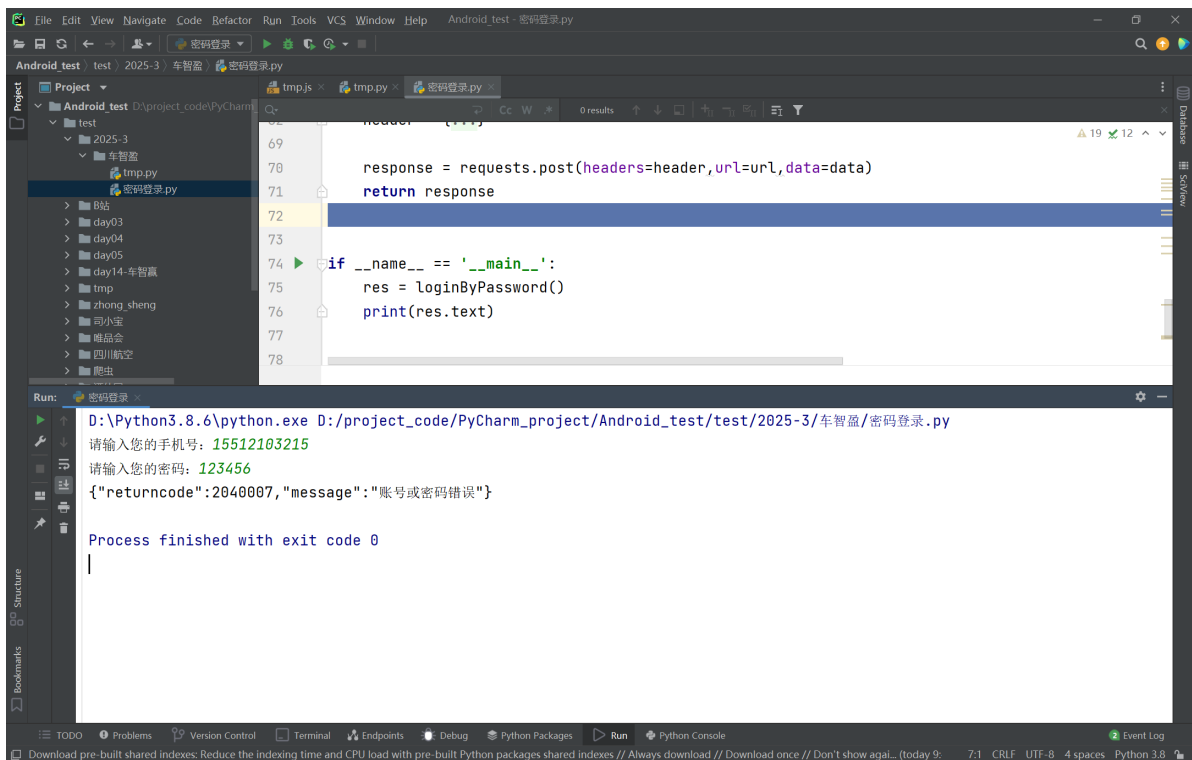 File Edit View Navigate Code Refactor Run Tools VCS Window Help Android_test - 密码登录.py
密码登录
Android_test test 2025-3 车智盈 密码登录.py
Project
Project
tmp.js tmp.py 密码登录.py
Android_test D:\project_code\PyCharm_
Cc W .* 0 results
test
2025-3
车智盈
tmp.py
密码登录.py
B站
day03
day04
day05
day14-车智赢
tmp
zhong_sheng
司小宝
唯品会
四川航空
爬虫
19 12
69
70 response = requests.post(headers=header,url=url,data=data)
71 return response
72
73
74 if __name__ == '__main__':
75 res = loginByPassword()
76 print(res.text)
77
78
Database
SciView
Run: 密码登录
D:\Python3.8.6\python.exe D:/project_code/PyCharm_project/Android_test/test/2025-3/车智盈/密码登录.py
请输入您的手机号：15512103215
请输入您的密码：123456
{"returncode":2040007,"message":"账号或密码错误"}
Process finished with exit code 0
Structure
Bookmarks
TODO Problems Version Control Terminal Endpoints Debug Python Packages Run Python Console 2 Event Log
Download pre-built shared indexes: Reduce the indexing time and CPU load with pre-built Python packages shared indexes // Always download // Download once // Don't show agai... (today 9: 7:1 CRLF UTF-8 4 spaces Python 3.8